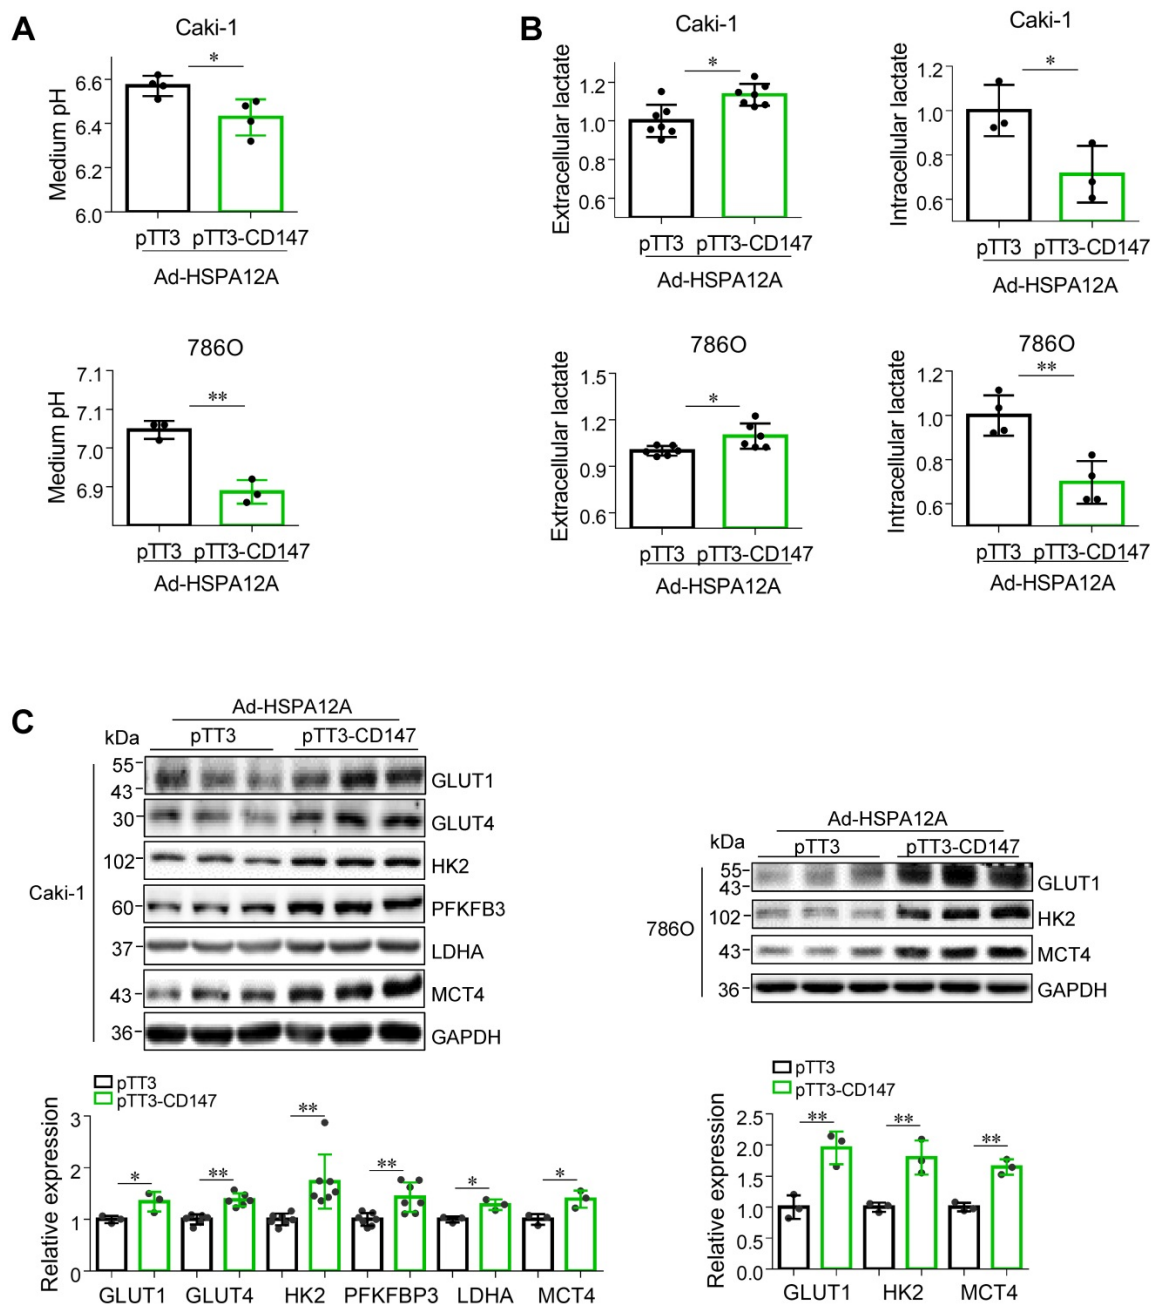 A
Caki-1
*
Medium pH
6.6
6.4
6.2
6.0
pTT3 pTT3-CD147
Ad-HSPA12A
786O
**
Medium pH
7.1
7.1
7.0
6.9
pTT3 pTT3-CD147
Ad-HSPA12A
B
Caki-1
*
Extracellular lactate
1.2
1.0
0.8
0.6
pTT3 pTT3-CD147
Ad-HSPA12A
Caki-1
*
Intracellular lactate
1.2
1.0
0.8
0.6
pTT3 pTT3-CD147
Ad-HSPA12A
786O
*
Extracellular lactate
1.5
1.2
0.9
0.6
pTT3 pTT3-CD147
Ad-HSPA12A
786O
**
Intracellular lactate
1.2
1.0
0.8
0.6
pTT3 pTT3-CD147
Ad-HSPA12A
C
Ad-HSPA12A
kDa pTT3 pTT3-CD147
Caki-1
55
43 GLUT1
30 GLUT4
102 HK2
60 PFKFB3
37 LDHA
43 MCT4
36 GAPDH
pTT3
pTT3-CD147
Relative expression
3
2
1
0
* ** ** ** * *
GLUT1 GLUT4 HK2 PFKFBP3 LDHA MCT4
Ad-HSPA12A
kDa pTT3 pTT3-CD147
786O
55
43 GLUT1
102 HK2
43 MCT4
36 GAPDH
pTT3
pTT3-CD147
Relative expression
2.5
2.0
1.5
1.0
0.5
0.0
** ** **
GLUT1 HK2 MCT4